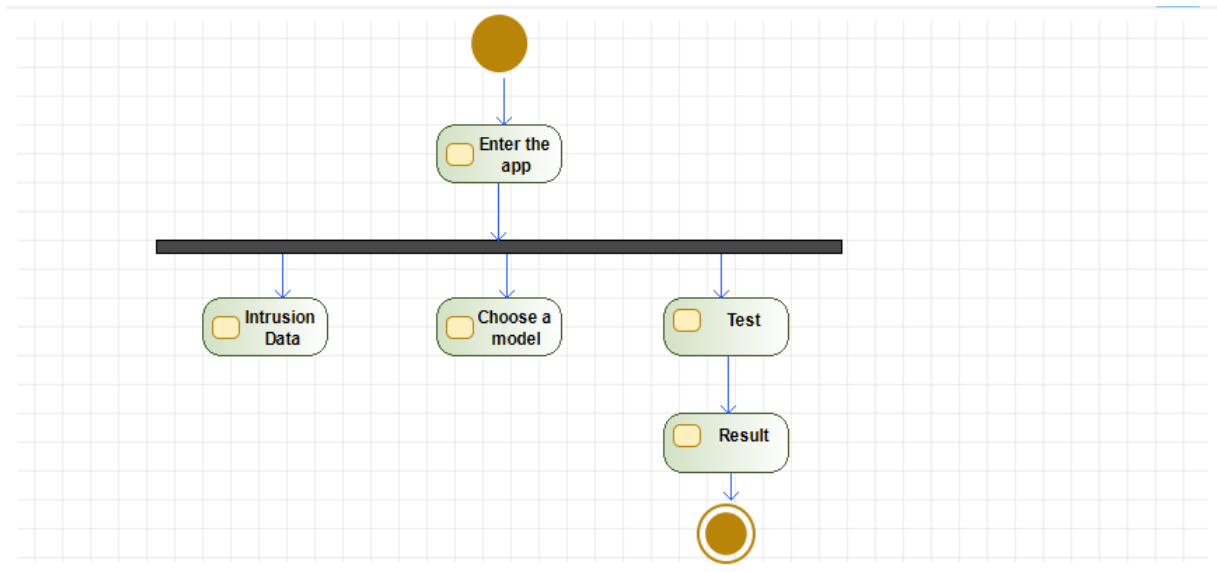 Enter the
app
Intrusion
Data
Choose a
model
Test
Result